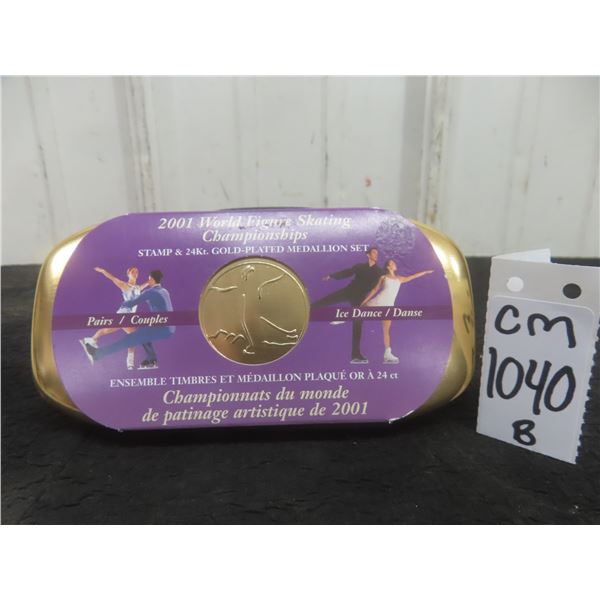 2001 World Figure Skating
Championships
STAMP & 24Kt. GOLD-PLATED MEDALLION SET
Pairs / Couples
Ice Dance / Danse
ENSEMBLE TIMBRES ET MÉDAILLON PLAQUÉ OR À 24 ct
Championnats du monde
de patinage artistique de 2001
CM
1040
B